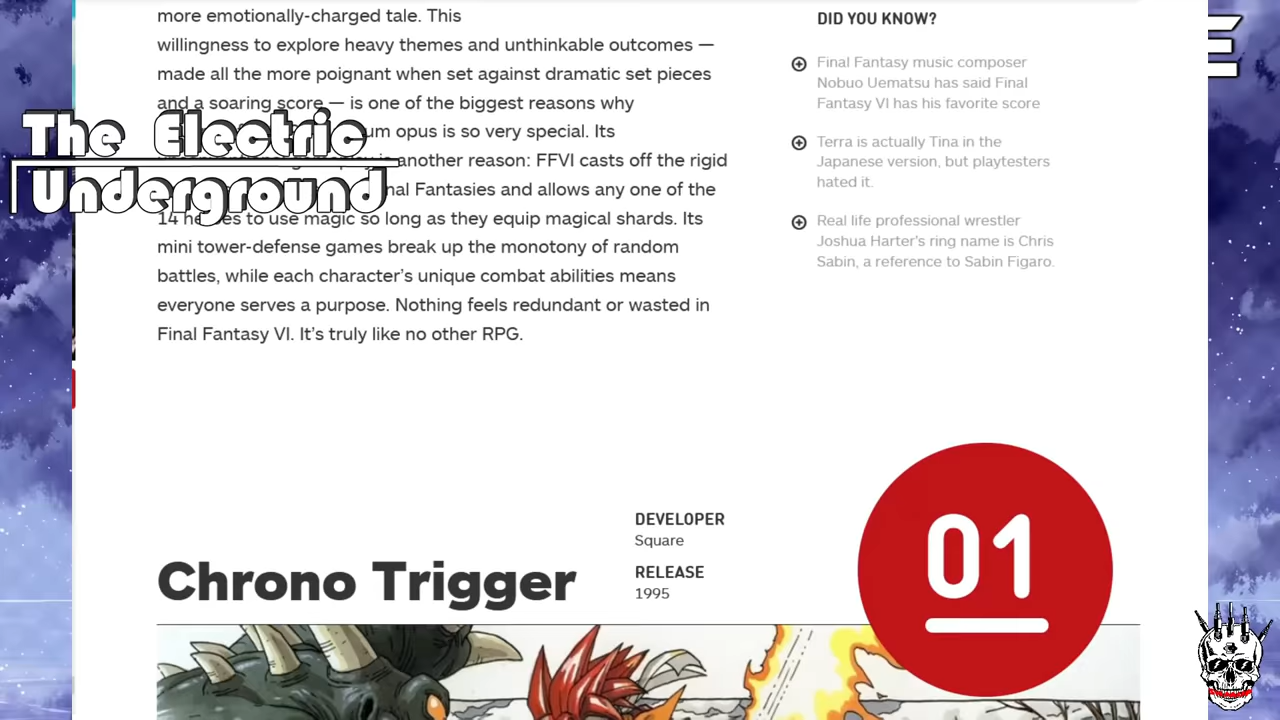 more emotionally-charged tale. This
willingness to explore heavy themes and unthinkable outcomes —
made all the more poignant when set against dramatic set pieces
and a soaring score — is one of the biggest reasons why
opus is so very special. Its
another reason: FFVI casts off the rigid
Fantasies and allows any one of the
14 to use magic so long as they equip magical shards. Its
mini tower-defense games break up the monotony of random
battles, while each character's unique combat abilities means
everyone serves a purpose. Nothing feels redundant or wasted in
Final Fantasy VI. It's truly like no other RPG.
The Electric
Underground
DID YOU KNOW?
Final Fantasy music composer
Nobuo Uematsu has said Final
Fantasy VI has his favorite score
Terra is actually Tina in the
Japanese version, but playtesters
hated it.
Real life professional wrestler
Joshua Harter's ring name is Chris
Sabin, a reference to Sabin Figaro.
Chrono Trigger
DEVELOPER
Square
RELEASE
1995
01